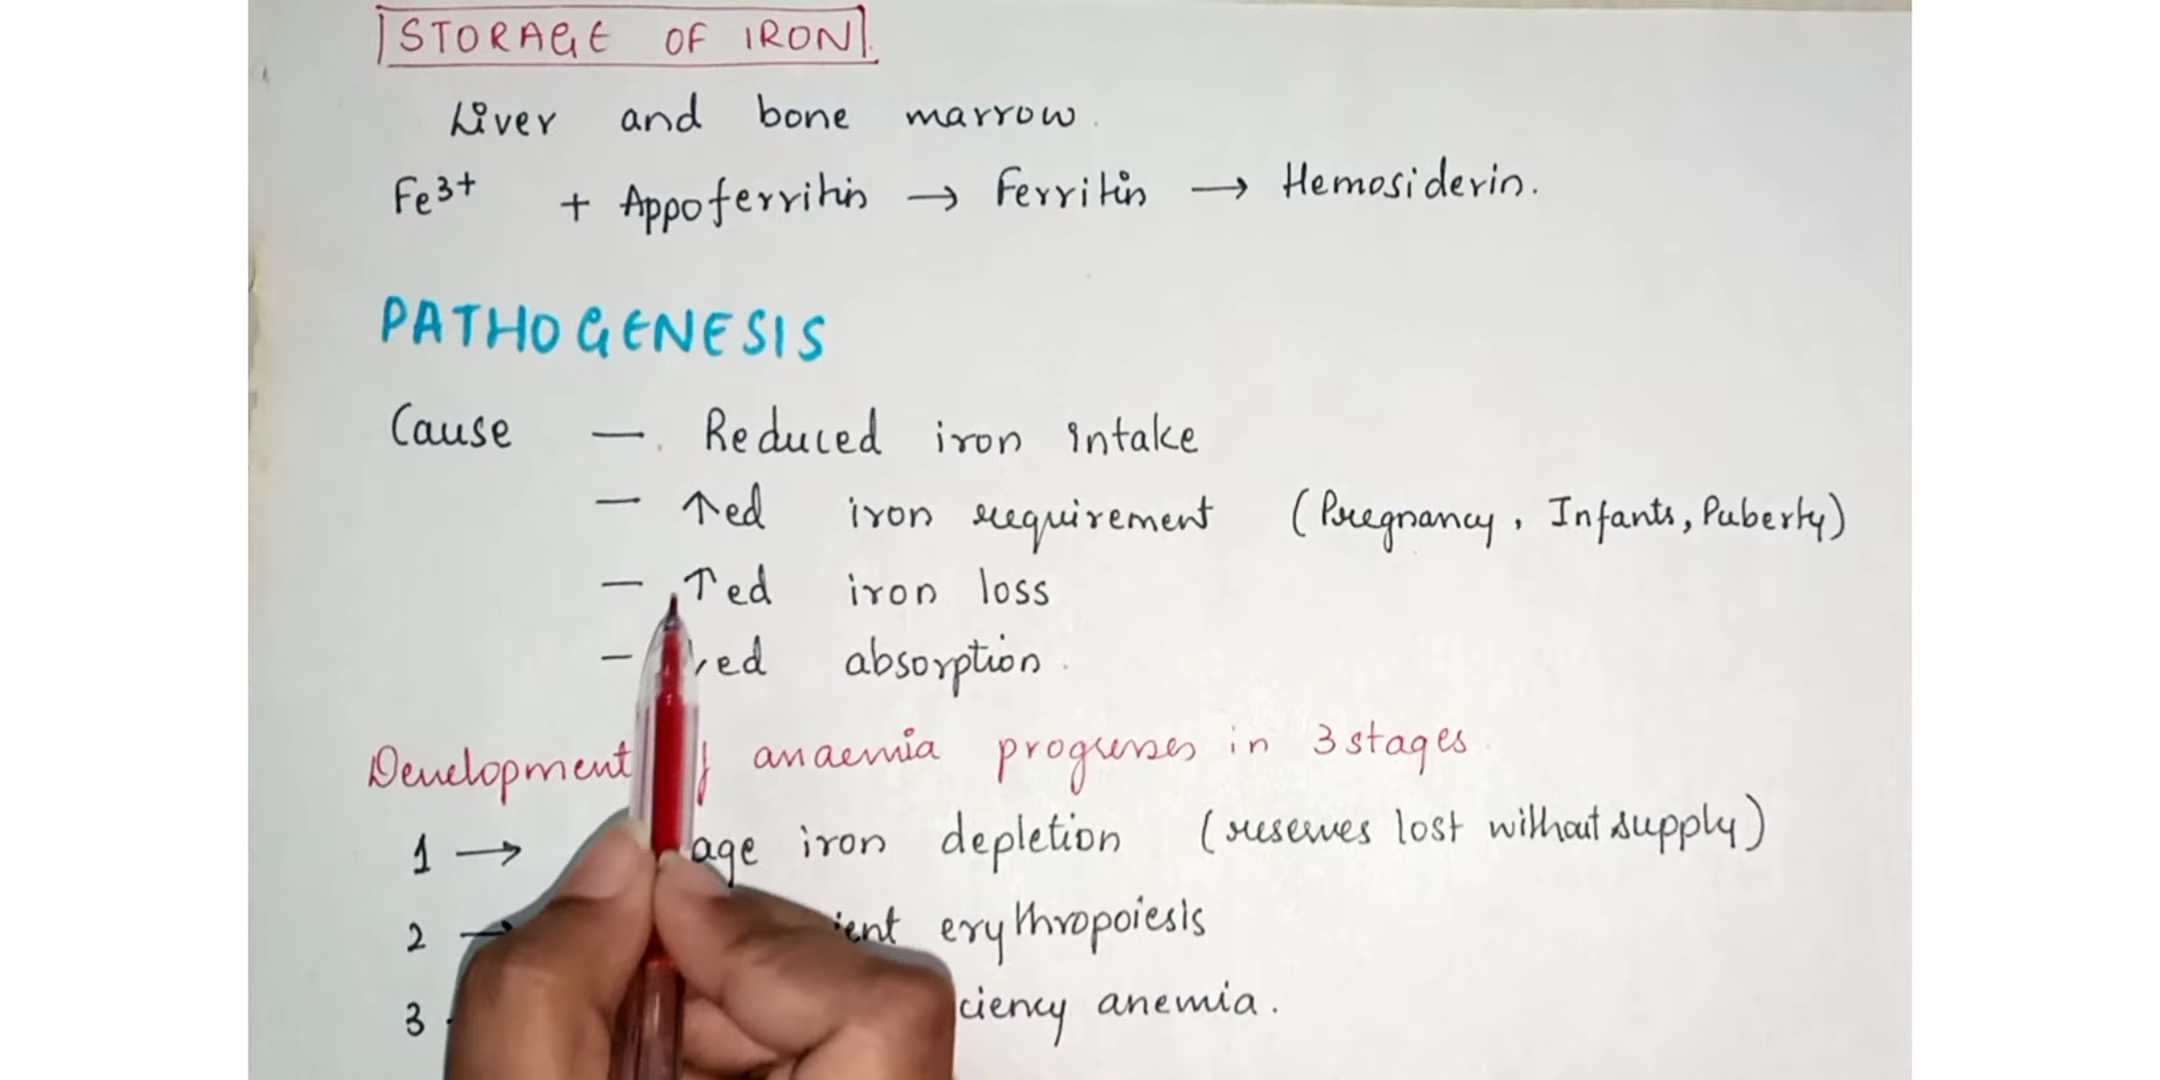 STORAGE OF IRON
Liver and bone marrow.
Fe3+ + Appoferritin → Ferritin → Hemosiderin.
PATHOGENESIS
Cause — Reduced iron intake
— ↑ed iron requirement (Pregnancy, Infants, Puberty)
— ↑ed iron loss
— ed absorption.
Development anaemia progresses in 3 stages
1 → age iron depletion (reserves lost without supply)
2 → ient erythropoiesis
3 ciency anemia.